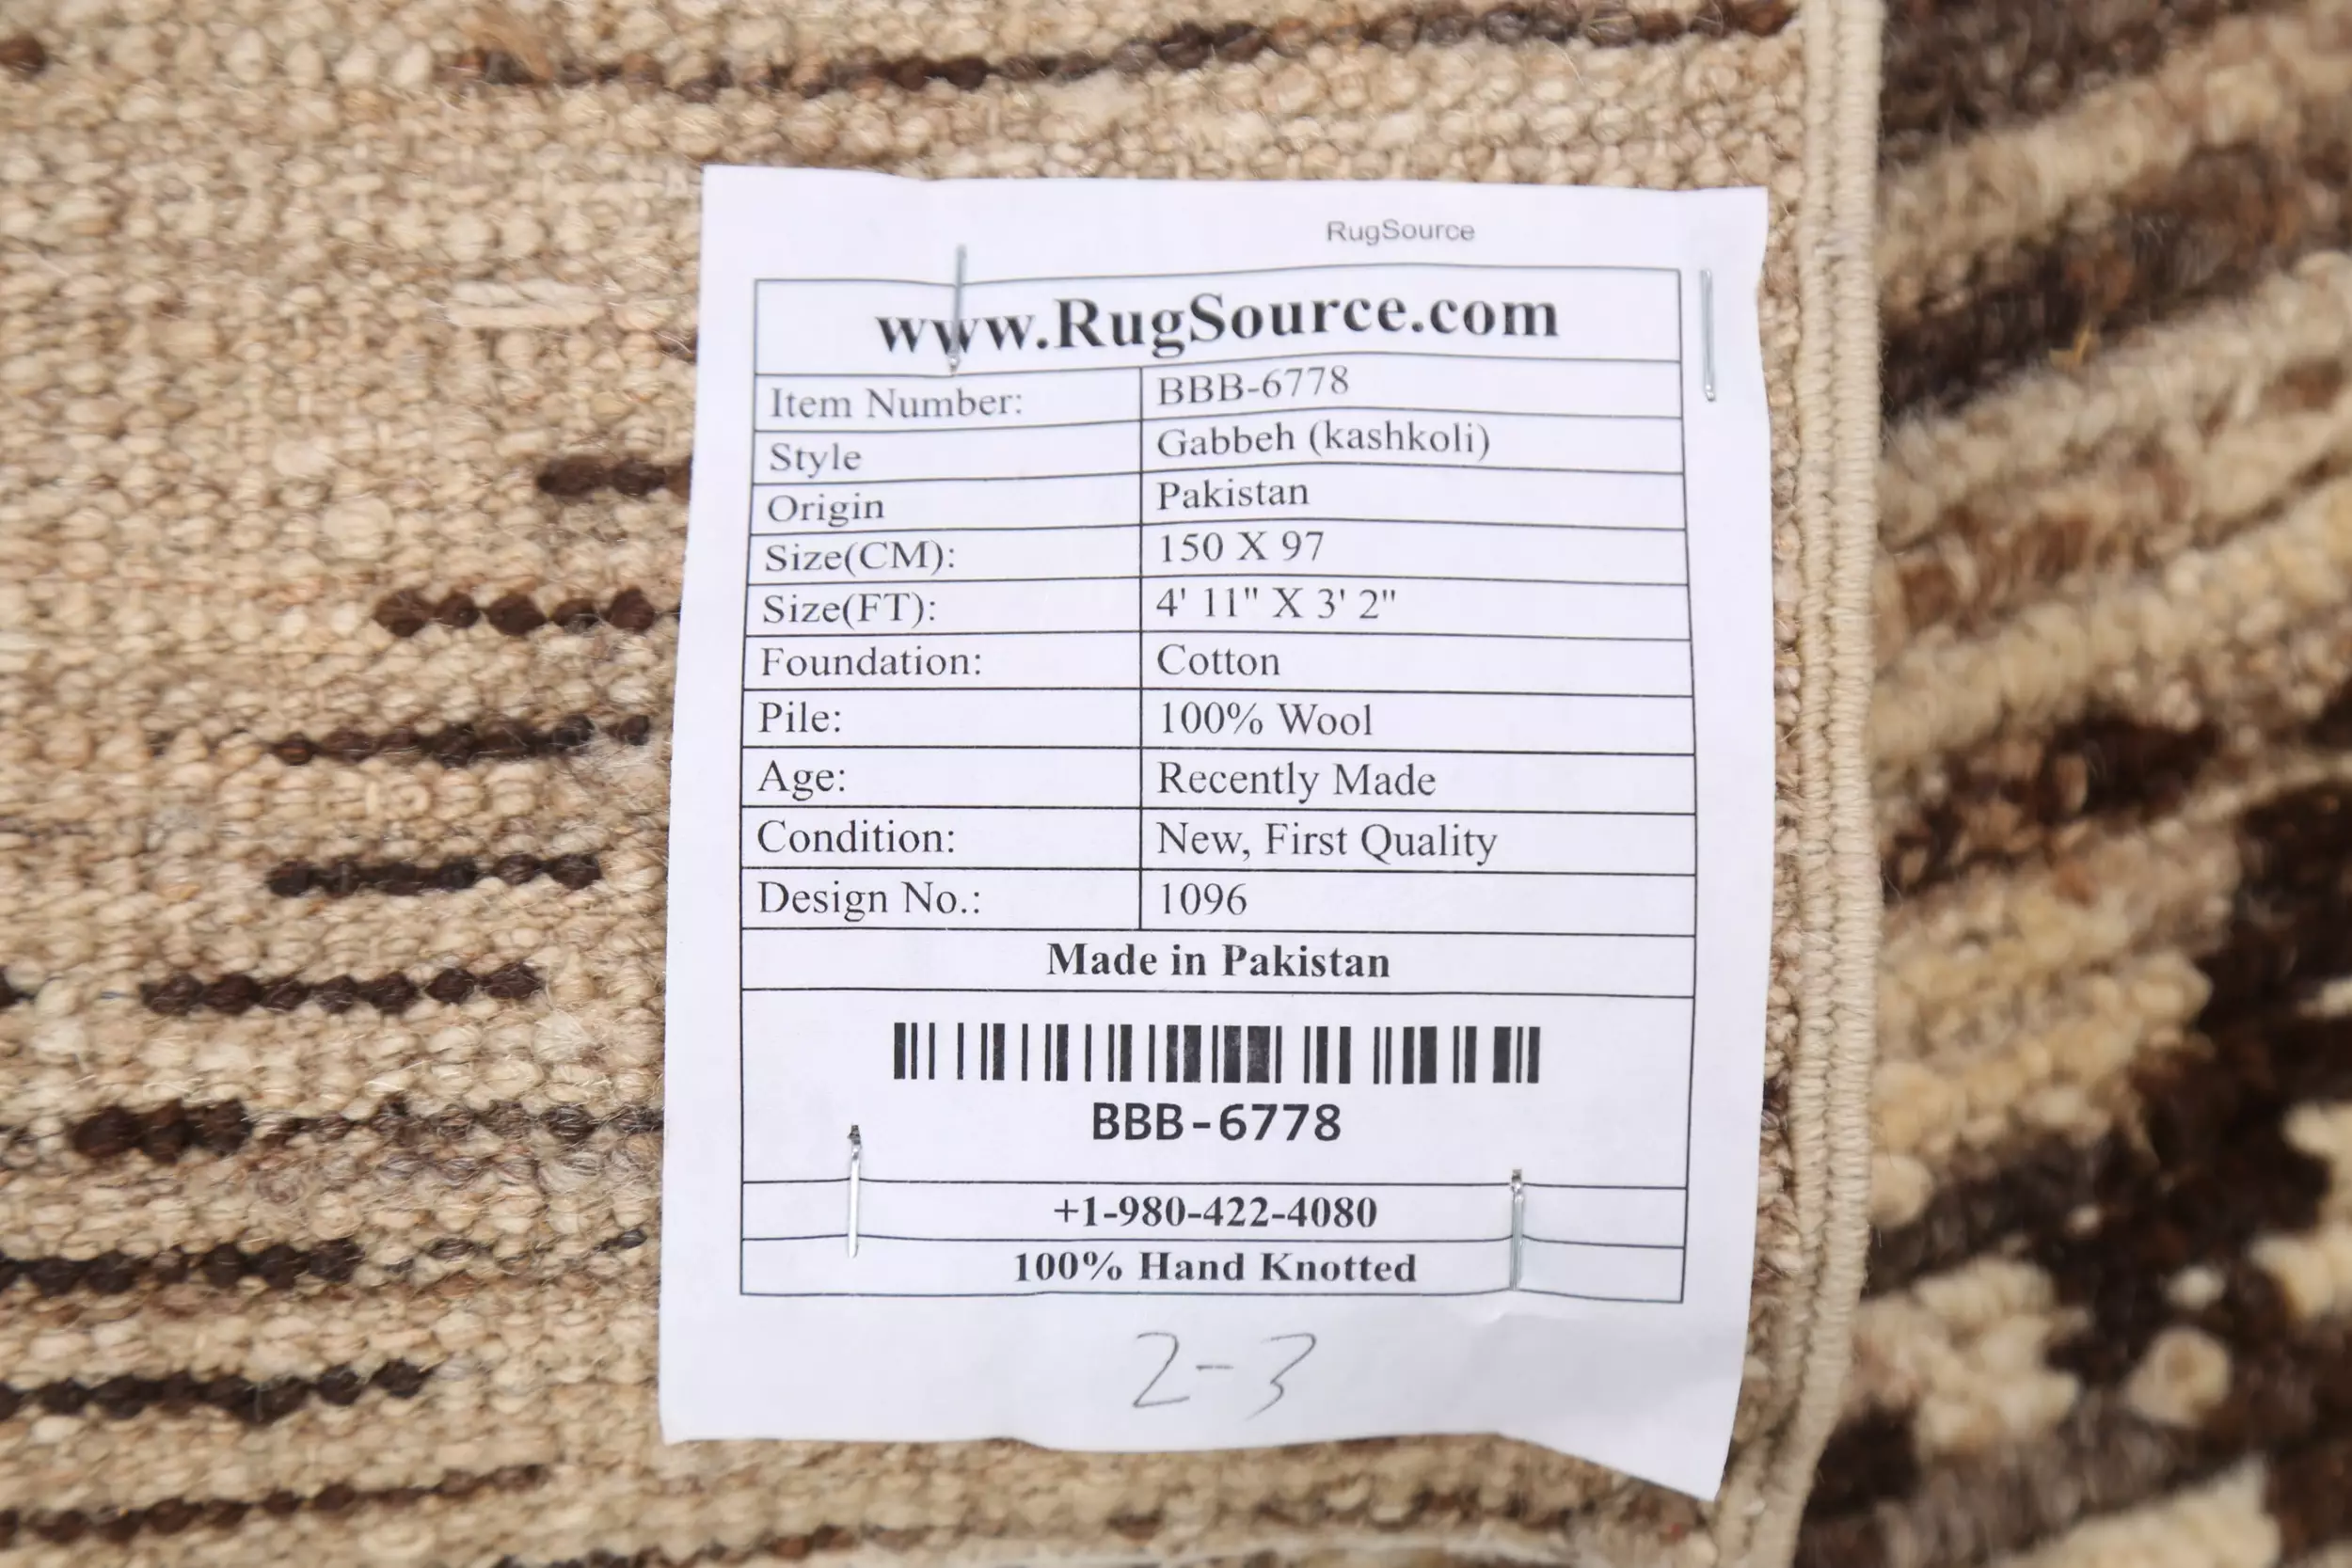 RugSource
www.RugSource.com
Item Number: BBB-6778
Style Gabbeh (kashkoli)
Origin Pakistan
Size(CM): 150 X 97
Size(FT): 4' 11" X 3' 2"
Foundation: Cotton
Pile: 100% Wool
Age: Recently Made
Condition: New, First Quality
Design No.: 1096
Made in Pakistan
BBB-6778
+1-980-422-4080
100% Hand Knotted
2-3